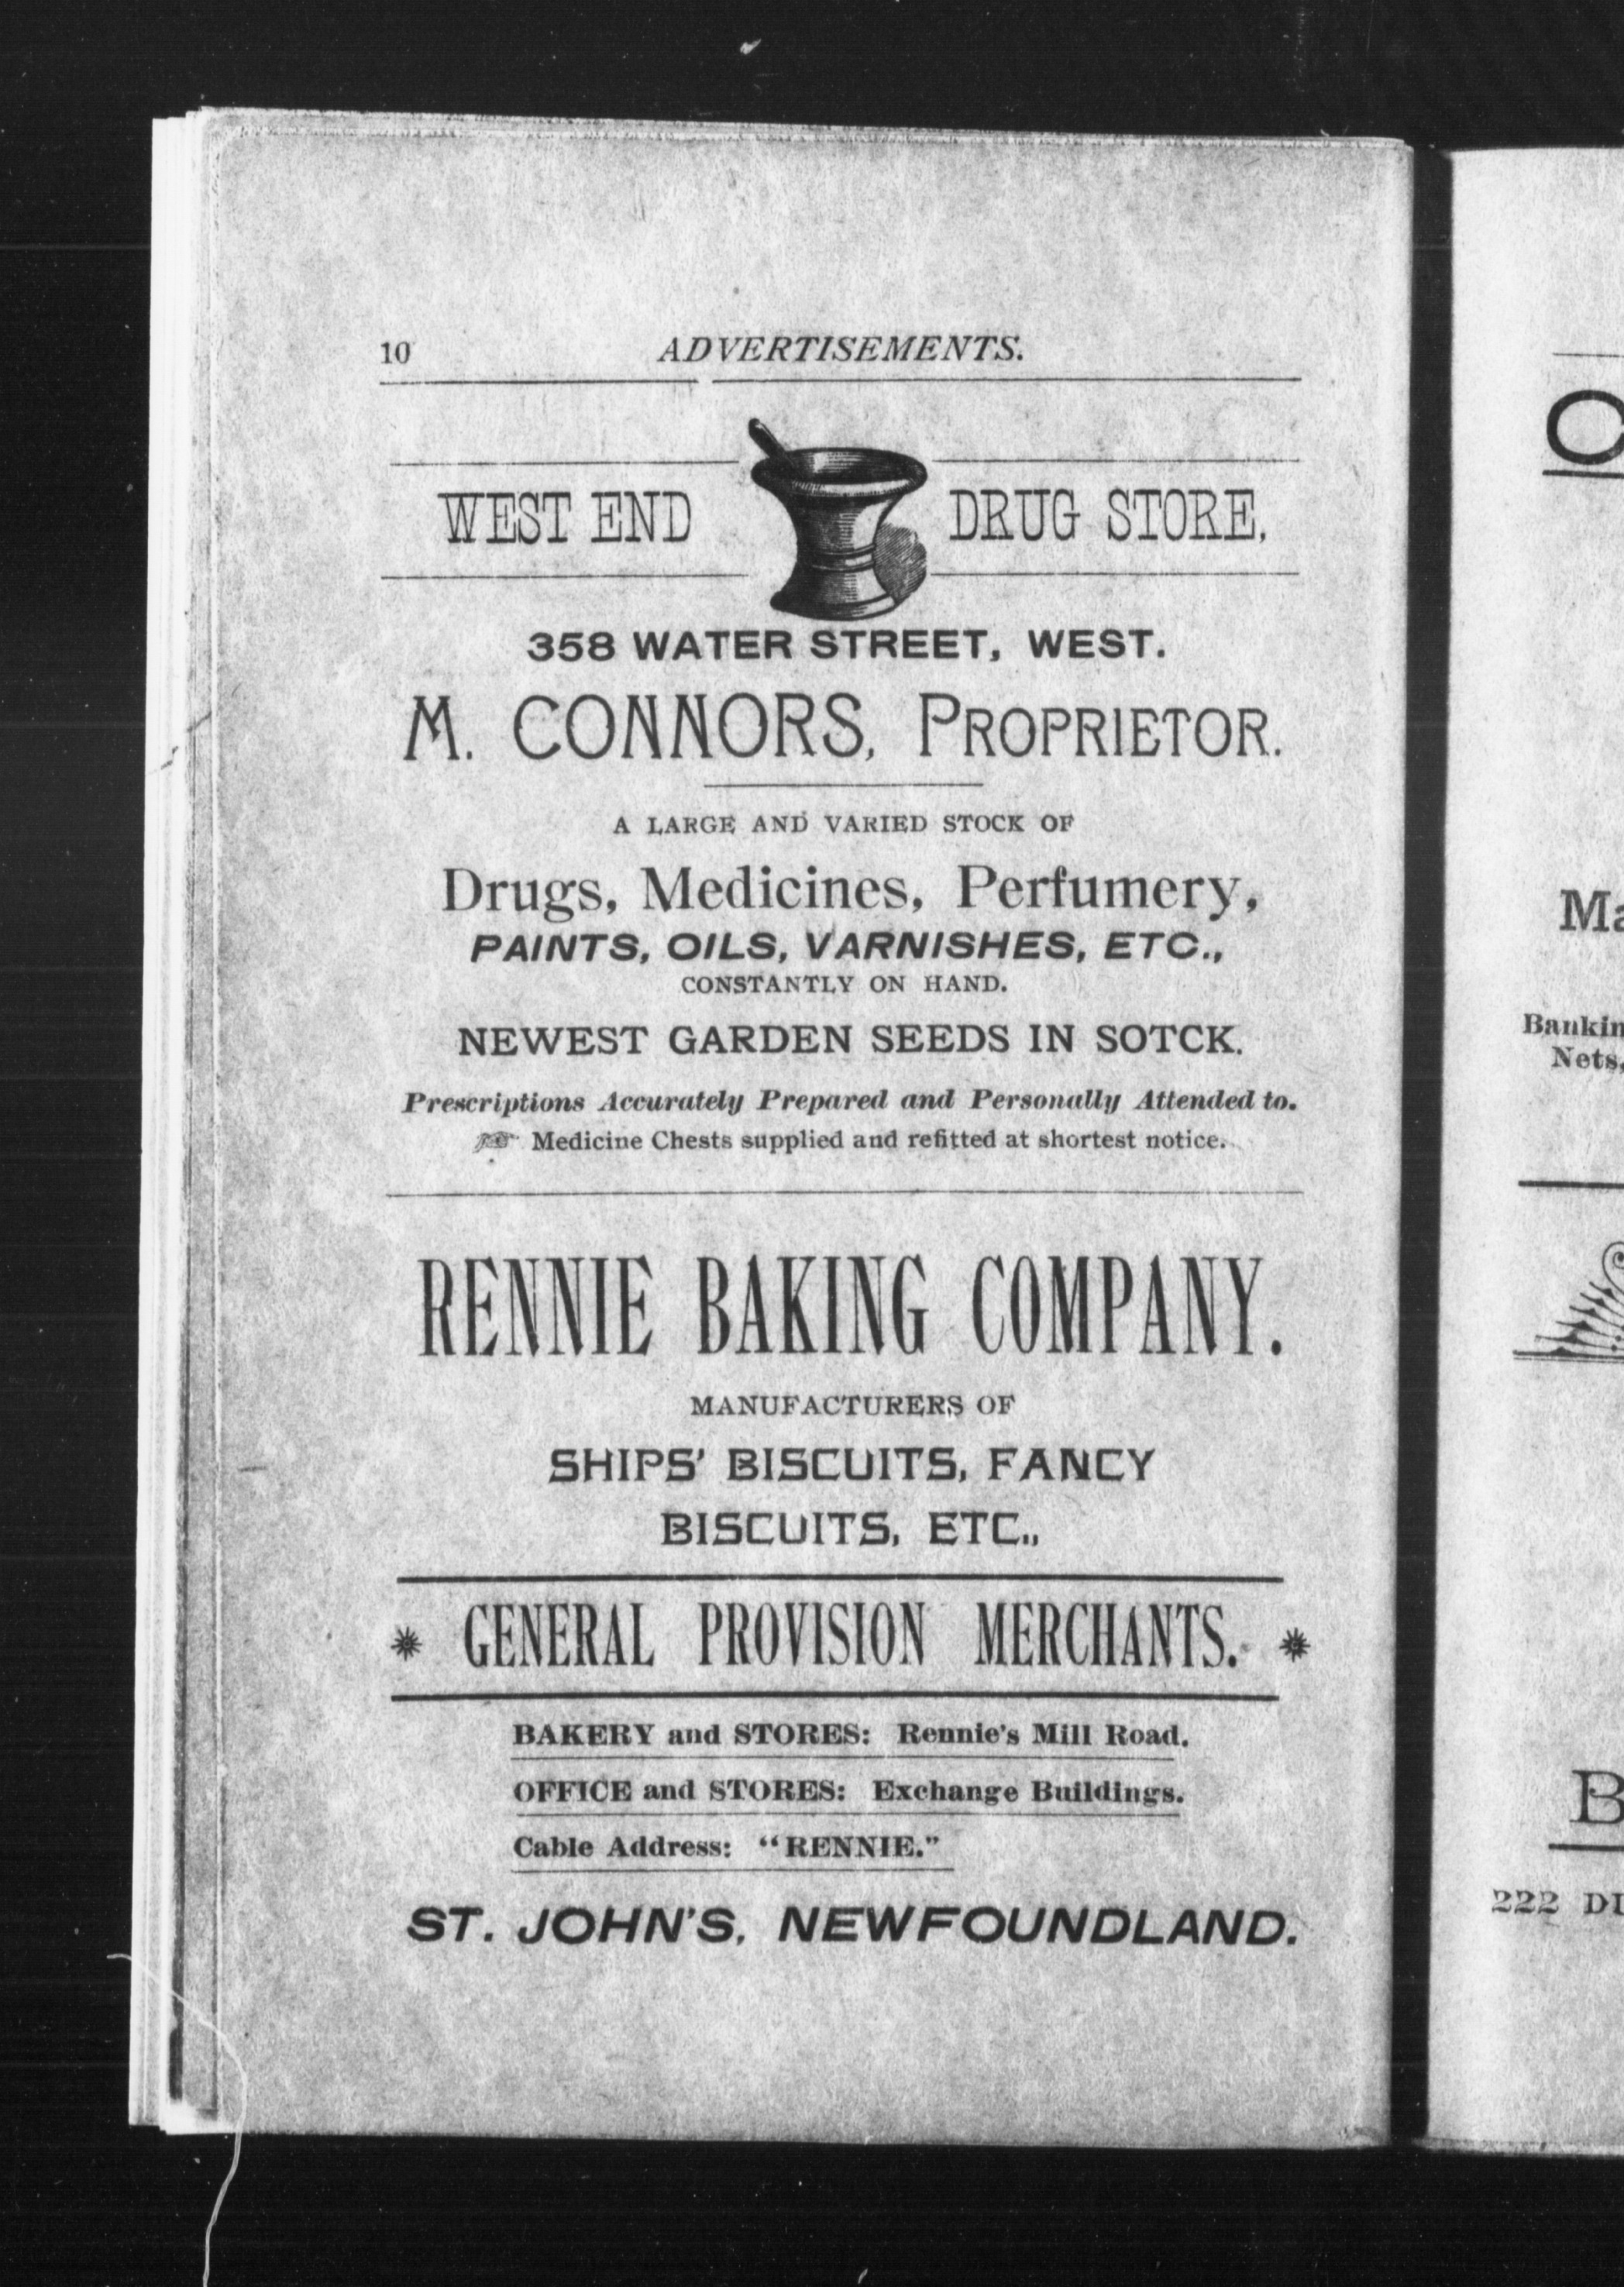 10 ADVERTISEMENTS.
WEST END DRUG STORE,
358 WATER STREET, WEST.
M. CONNORS, PROPRIETOR.
A LARGE AND VARIED STOCK OF
Drugs, Medicines, Perfumery,
PAINTS, OILS, VARNISHES, ETC.,
CONSTANTLY ON HAND.
NEWEST GARDEN SEEDS IN SOTCK.
Prescriptions Accurately Prepared and Personally Attended to.
☞ Medicine Chests supplied and refitted at shortest notice.
RENNIE BAKING COMPANY.
MANUFACTURERS OF
SHIPS' BISCUITS, FANCY
BISCUITS, ETC.,
* GENERAL PROVISION MERCHANTS. *
BAKERY and STORES: Rennie's Mill Road.
OFFICE and STORES: Exchange Buildings.
Cable Address: "RENNIE."
ST. JOHN'S, NEWFOUNDLAND.
Nets,
222